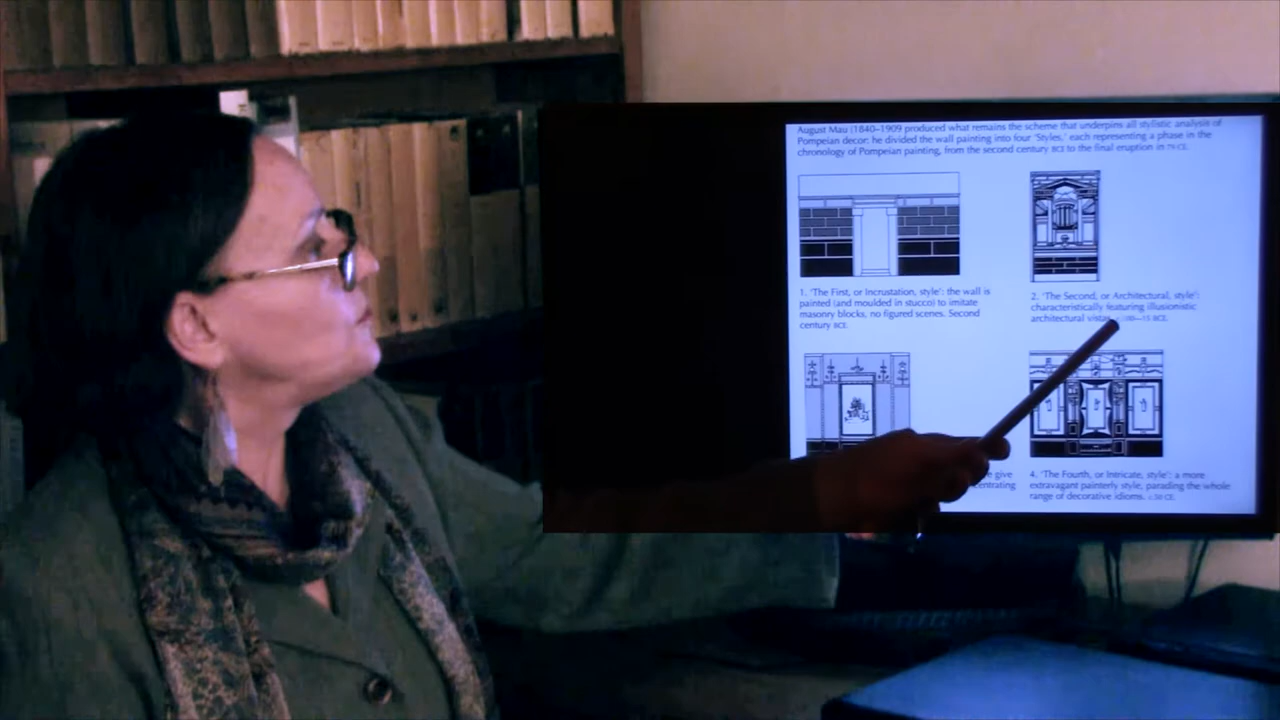 August Mau (1840–1909 produced what remains the scheme that underpins all stylistic analysis of
Pompeian decor: he divided the wall painting into four 'Styles,' each representing a phase in the
chronology of Pompeian painting, from the second century BCE to the final eruption in 79 CE.
1. 'The First, or Incrustation, style': the wall is
painted (and moulded in stucco) to imitate
masonry blocks, no figured scenes. Second
century BCE.
2. 'The Second, or Architectural, style':
characteristically featuring illusionistic
architectural vistas. –15 BCE.
give
4. 'The Fourth, or Intricate, style': a more
extravagant painterly style, parading the whole
range of decorative idioms. c.50 CE.